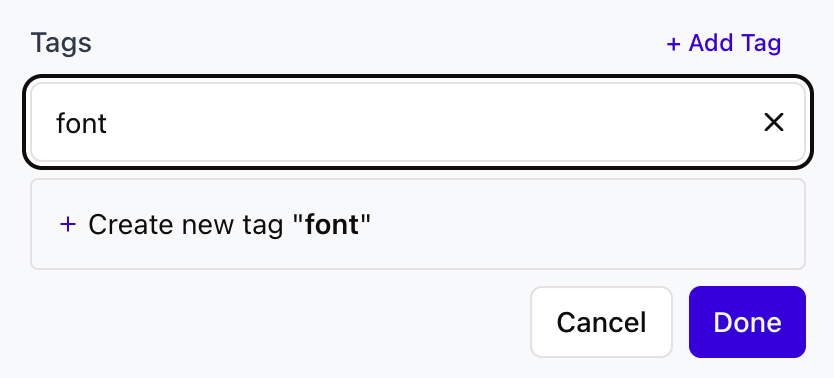 Tags
+ Add Tag
font
+ Create new tag "font"
Cancel
Done